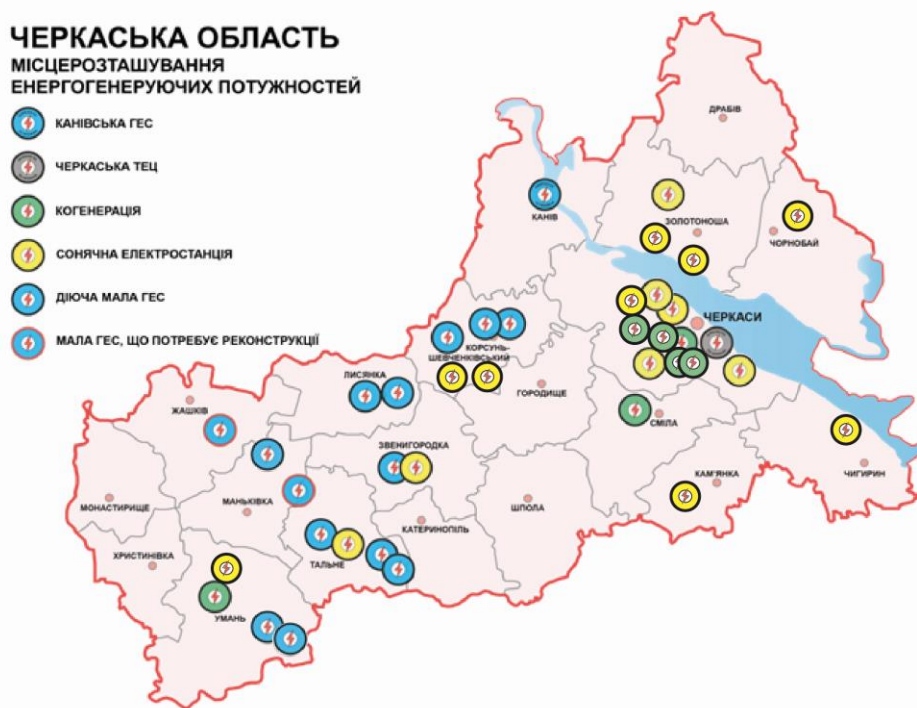 ЧЕРКАСЬКА ОБЛАСТЬ
МІСЦЕРОЗТАШУВАННЯ
ЕНЕРГОГЕНЕРУЮЧИХ ПОТУЖНОСТЕЙ
КАНІВСЬКА ГЕС
ЧЕРКАСЬКА ТЕЦ
КОГЕНЕРАЦІЯ
СОНЯЧНА ЕЛЕКТРОСТАНЦІЯ
ДІЮЧА МАЛА ГЕС
МАЛА ГЕС, ЩО ПОТРЕБУЄ РЕКОНСТРУКЦІЇ
ДРАБІВ
КАНІВ
ЗОЛОТОНОША
ЧОРНОБАЙ
ЧЕРКАСИ
КОРСУНЬ-
ШЕВЧЕНКІВСЬКИЙ
ЛИСЯНКА
ГОРОДИЩЕ
ЖАШКІВ
СМІЛА
ЗВЕНИГОРОДКА
ЧИГИРИН
КАМ'ЯНКА
МОНАСТИРИЩЕ
МАНЬКІВКА
ШПОЛА
КАТЕРИНОПІЛЬ
ХРИСТИНІВКА
ТАЛЬНЕ
УМАНЬ